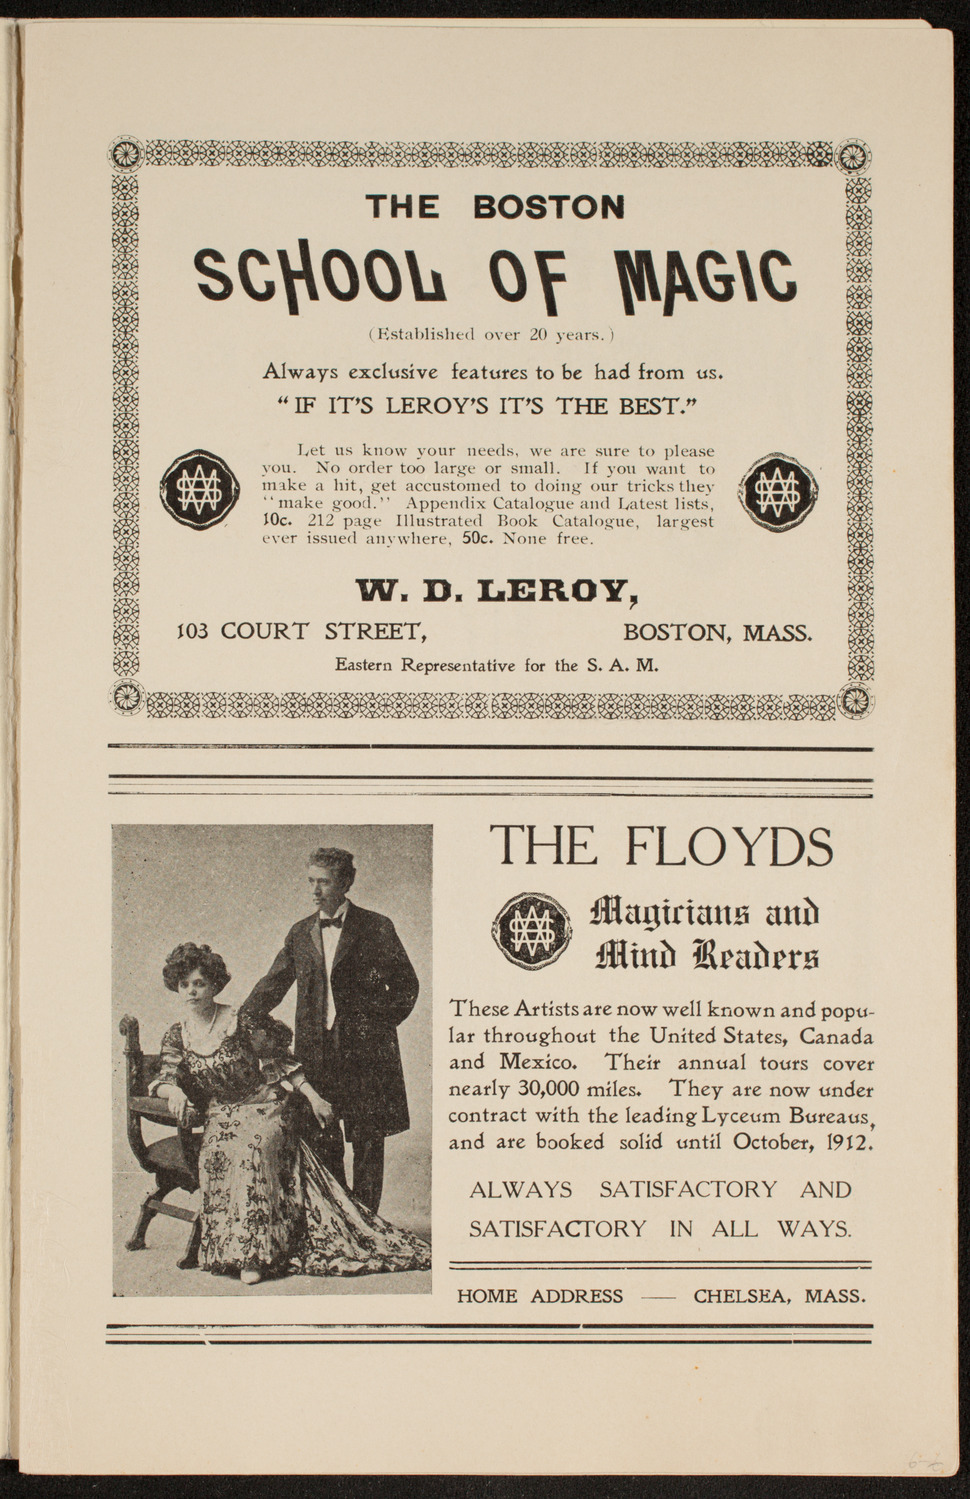 THE BOSTON
SCHOOL OF MAGIC
(Established over 20 years.)
Always exclusive features to be had from us.
“IF IT'S LEROY'S IT'S THE BEST.”
Let us know your needs, we are sure to please
you. No order too large or small. If you want to
make a hit, get accustomed to doing our tricks they
“make good.” Appendix Catalogue and Latest lists,
10c. 212 page Illustrated Book Catalogue, largest
ever issued anywhere, 50c. None free.
W. D. LEROY,
103 COURT STREET, BOSTON, MASS.
Eastern Representative for the S. A. M.
THE FLOYDS
Magicians and
Mind Readers
These Artists are now well known and popu-
lar throughout the United States, Canada
and Mexico. Their annual tours cover
nearly 30,000 miles. They are now under
contract with the leading Lyceum Bureaus,
and are booked solid until October, 1912.
ALWAYS SATISFACTORY AND
SATISFACTORY IN ALL WAYS.
HOME ADDRESS —— CHELSEA, MASS.